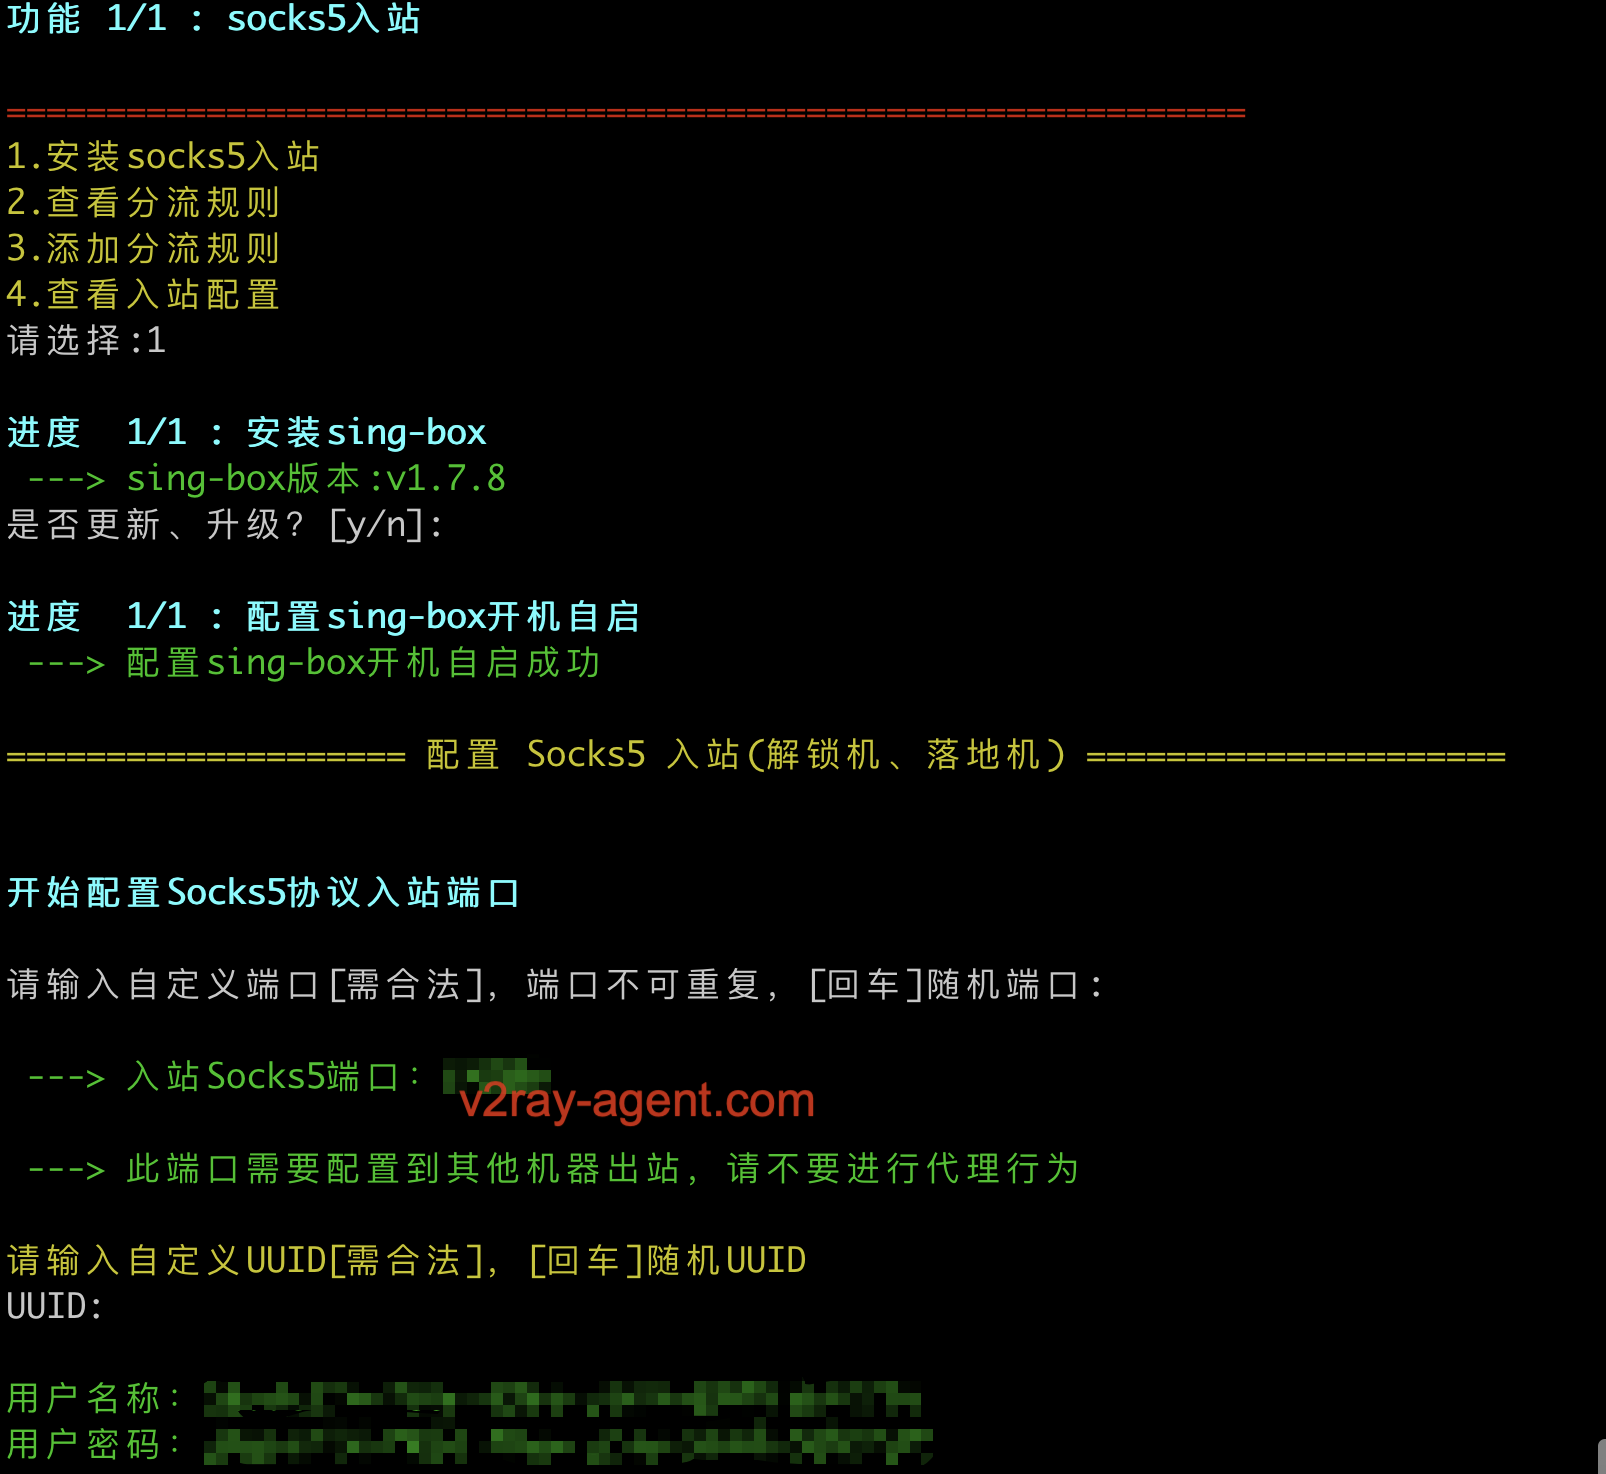 功能 1/1 : socks5入站
==============================================================
1.安装socks5入站
2.查看分流规则
3.添加分流规则
4.查看入站配置
请选择:1
进度  1/1 : 安装sing-box
 ---> sing-box版本:v1.7.8
是否更新、升级? [y/n]:
进度  1/1 : 配置sing-box开机自启
 ---> 配置sing-box开机自启成功
==================== 配置 Socks5 入站(解锁机、落地机) =====================
开始配置Socks5协议入站端口
请输入自定义端口[需合法], 端口不可重复, [回车]随机端口:
 ---> 入站Socks5端口:
v2ray-agent.com
 ---> 此端口需要配置到其他机器出站, 请不要进行代理行为
请输入自定义UUID[需合法], [回车]随机UUID
UUID:
用户名称:
用户密码: